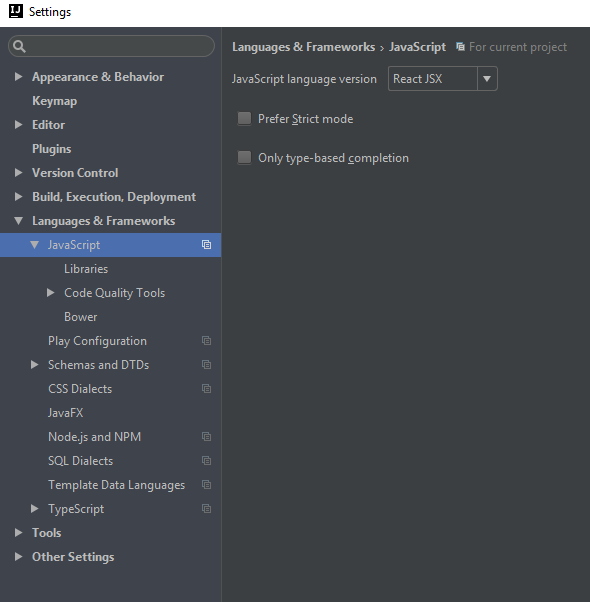 IJ Settings
Appearance & Behavior
Keymap
Editor
Plugins
Version Control
Build, Execution, Deployment
Languages & Frameworks
JavaScript
Libraries
Code Quality Tools
Bower
Play Configuration
Schemas and DTDs
CSS Dialects
JavaFX
Node.js and NPM
SQL Dialects
Template Data Languages
TypeScript
Tools
Other Settings
Languages & Frameworks › JavaScript For current project
JavaScript language version React JSX
Prefer Strict mode
Only type-based completion